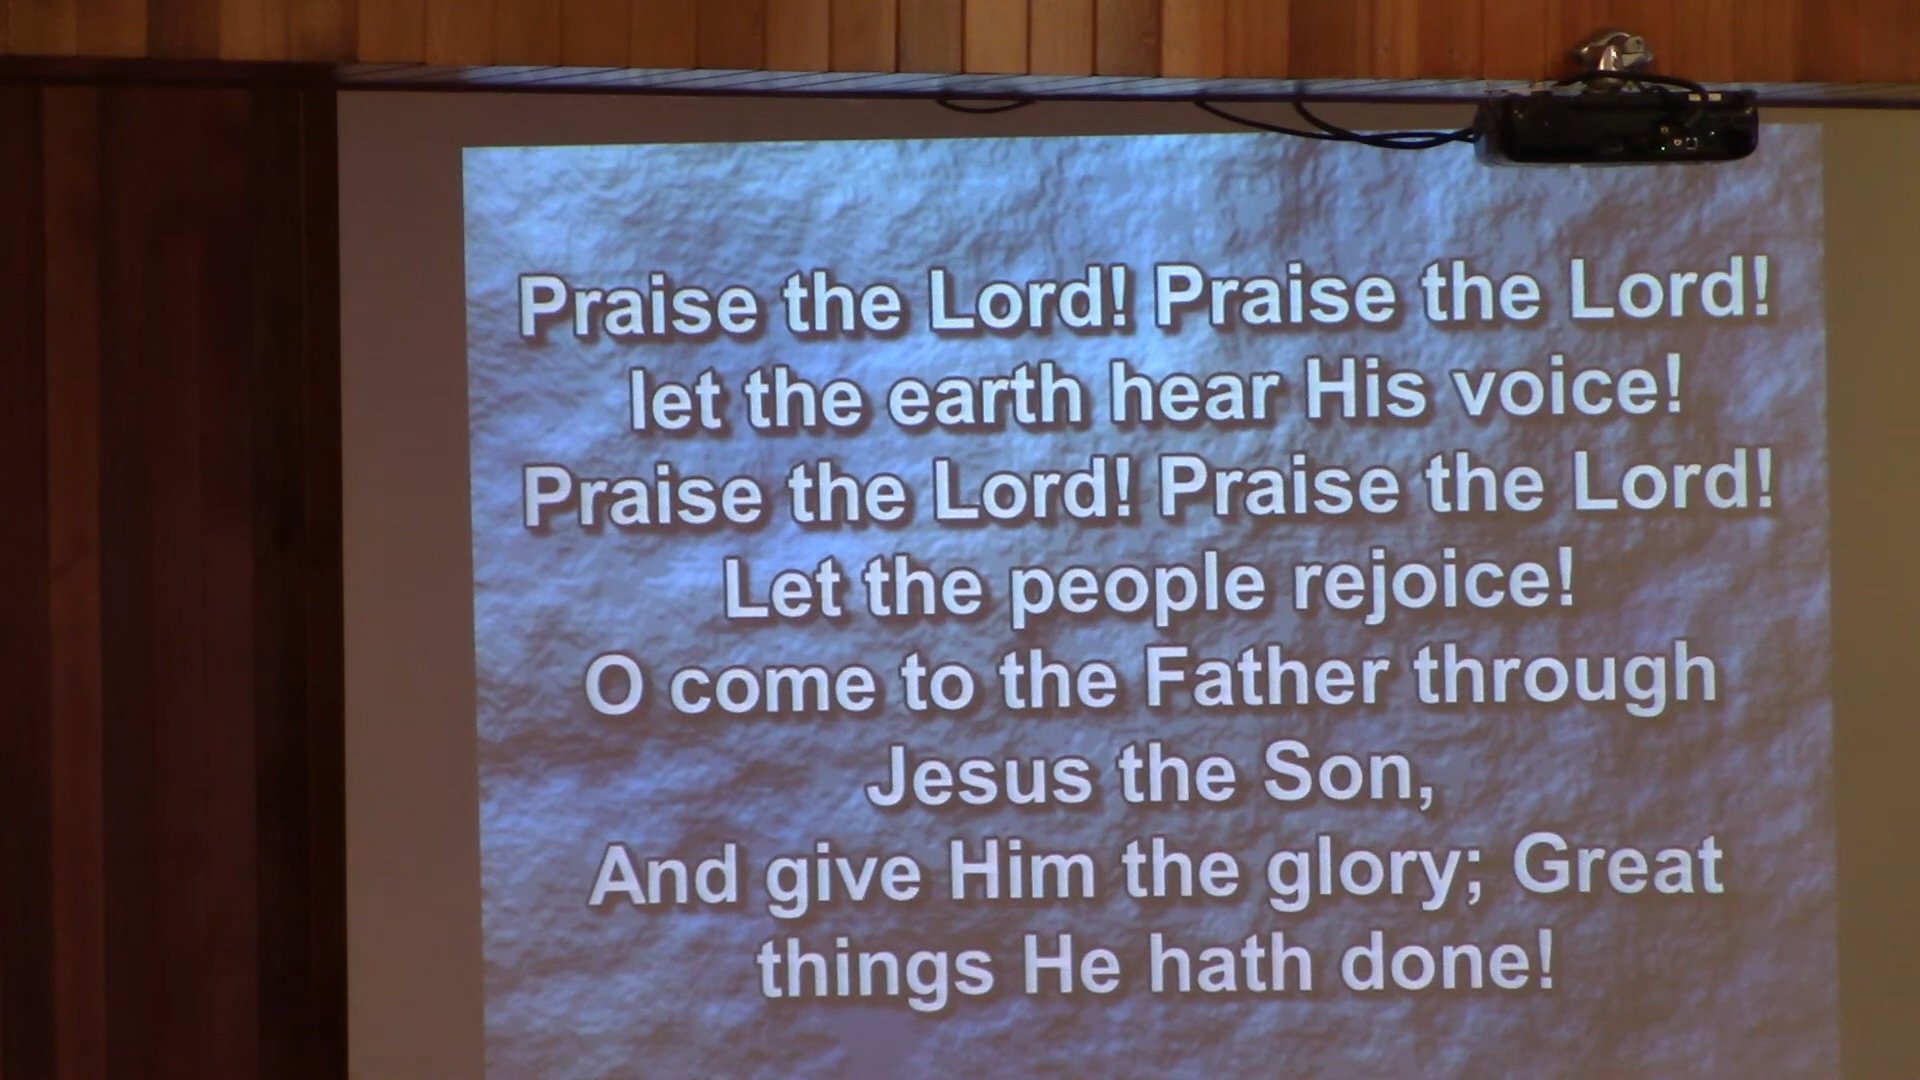 Praise the Lord! Praise the Lord!
let the earth hear His voice!
Praise the Lord! Praise the Lord!
Let the people rejoice!
O come to the Father through
Jesus the Son,
And give Him the glory; Great
things He hath done!